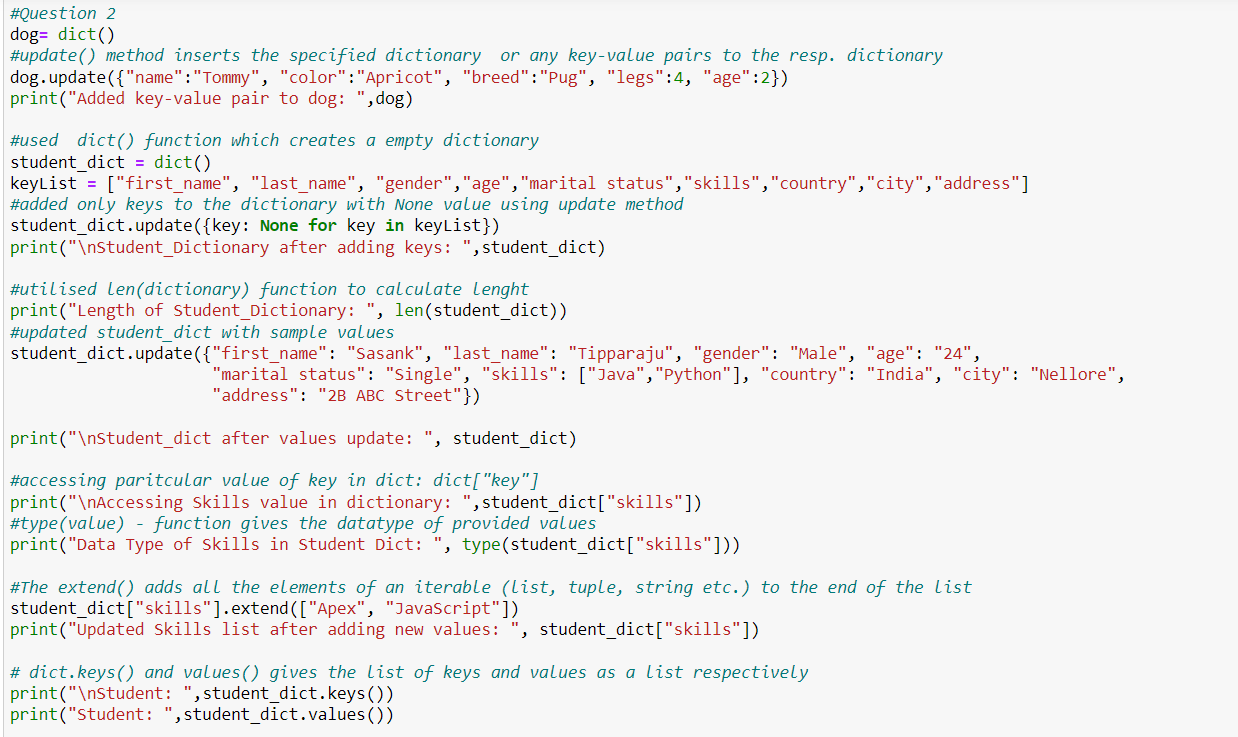 #Question 2
dog= dict()
#update() method inserts the specified dictionary  or any key-value pairs to the resp. dictionary
dog.update({"name":"Tommy", "color":"Apricot", "breed":"Pug", "legs":4, "age":2})
print("Added key-value pair to dog: ",dog)

#used  dict() function which creates a empty dictionary
student_dict = dict()
keyList = ["first_name", "last_name", "gender","age","marital status","skills","country","city","address"]
#added only keys to the dictionary with None value using update method
student_dict.update({key: None for key in keyList})
print("\nStudent_Dictionary after adding keys: ",student_dict)

#utilised len(dictionary) function to calculate lenght
print("Length of Student_Dictionary: ", len(student_dict))
#updated student_dict with sample values
student_dict.update({"first_name": "Sasank", "last_name": "Tipparaju", "gender": "Male", "age": "24",
                     "marital status": "Single", "skills": ["Java","Python"], "country": "India", "city": "Nellore",
                     "address": "2B ABC Street"})

print("\nStudent_dict after values update: ", student_dict)

#accessing paritcular value of key in dict: dict["key"]
print("\nAccessing Skills value in dictionary: ",student_dict["skills"])
#type(value) - function gives the datatype of provided values
print("Data Type of Skills in Student Dict: ", type(student_dict["skills"]))

#The extend() adds all the elements of an iterable (list, tuple, string etc.) to the end of the list
student_dict["skills"].extend(["Apex", "JavaScript"])
print("Updated Skills list after adding new values: ", student_dict["skills"])

# dict.keys() and values() gives the list of keys and values as a list respectively
print("\nStudent: ",student_dict.keys())
print("Student: ",student_dict.values())